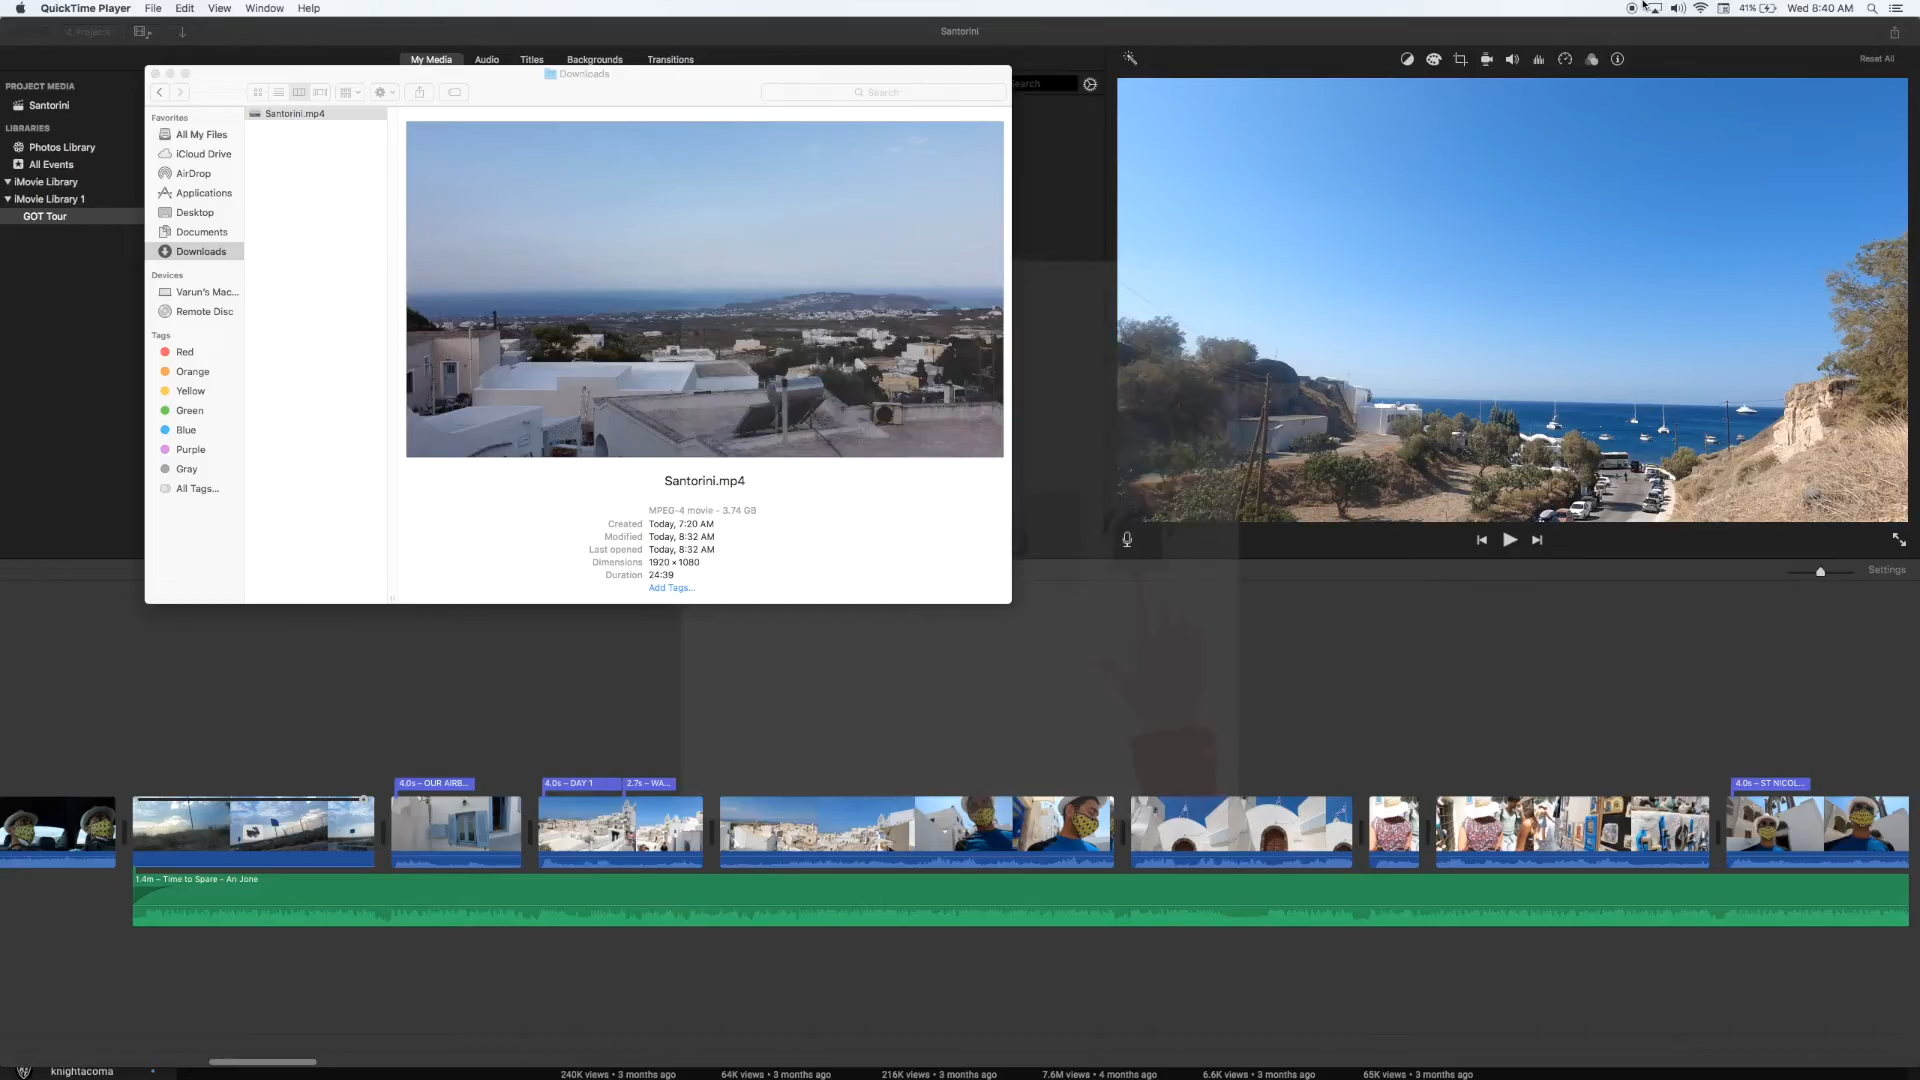 QuickTime Player File Edit View Window Help
41% Wed 8:40 AM
Projects
Santorini
My Media Audio Titles Backgrounds Transitions
Reset All
PROJECT MEDIA
Santorini
LIBRARIES
Photos Library
All Events
iMovie Library
iMovie Library 1
GOT Tour
Downloads
Search
Search
Favorites
All My Files
iCloud Drive
AirDrop
Applications
Desktop
Documents
Downloads
Devices
Varun's Mac...
Remote Disc
Tags
Red
Orange
Yellow
Green
Blue
Purple
Gray
All Tags...
Santorini.mp4
Santorini.mp4
MPEG-4 movie - 3.74 GB
Created Today, 7:20 AM
Modified Today, 8:32 AM
Last opened Today, 8:32 AM
Dimensions 1920 × 1080
Duration 24:39
Add Tags...
Settings
4.0s – OUR AIRB...
4.0s – DAY 1
2.7s – WA...
4.0s – ST NICOL...
1.4m – Time to Spare – An Jone
knightacoma
240K views • 3 months ago
64K views • 3 months ago
216K views • 3 months ago
7.6M views • 4 months ago
6.6K views • 3 months ago
65K views • 3 months ago